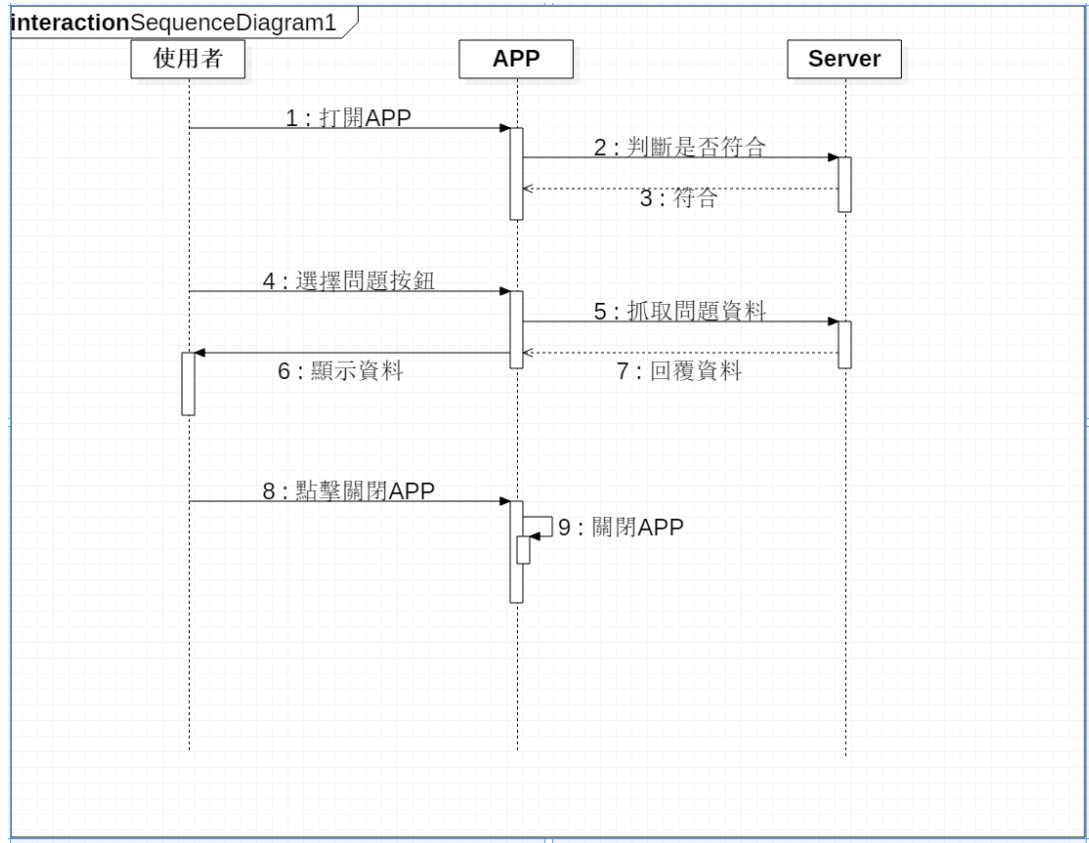 interactionSequenceDiagram1
使用者
APP
Server
1 : 打開APP
2 : 判斷是否符合
3 : 符合
4 : 選擇問題按鈕
5 : 抓取問題資料
6 : 顯示資料
7 : 回覆資料
8 : 點擊關閉APP
9 : 關閉APP